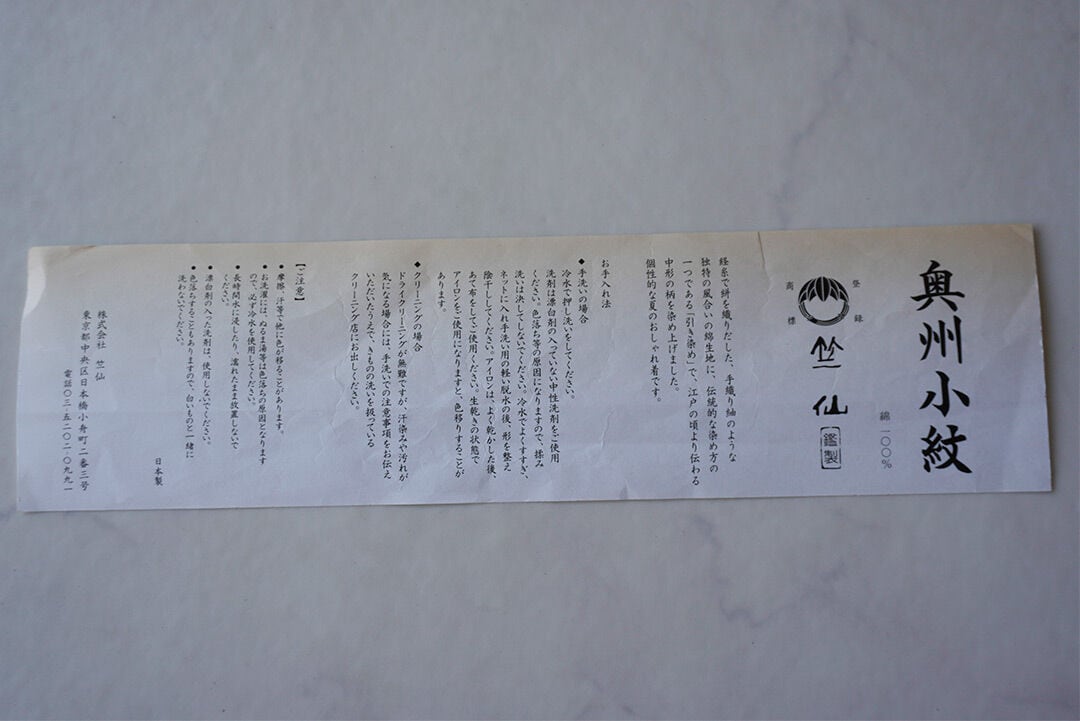 奥州小紋
綿 一〇〇％
登録
商標
竺仙
鑑製
経糸で絣を織りだした、手織り紬のような
独特の風合いの綿生地に、伝統的な染め方の
一つである「引き染め」で、江戸の頃より伝わる
中形の柄を染め上げました。
個性的な夏のおしゃれ着です。
お手入れ法
◆手洗いの場合
冷水で押し洗いをしてください。
洗剤は漂白剤の入っていない中性洗剤をご使用
ください。色落ち等の原因になりますので、揉み
洗いは決してしないでください。冷水でよくすすぎ、
ネットに入れ手洗い用の軽い脱水の後、形を整え
陰干ししてください。アイロンは、よく乾かした後、
あて布をしてご使用ください。生乾きの状態で
アイロンをご使用になりますと、色移りすることが
あります。
◆クリーニングの場合
ドライクリーニングが無難ですが、汗染みや汚れが
気になる場合には、手洗いでの注意事項をお伝え
いただいたうえで、きもの洗いを扱っている
クリーニング店にお出しください。
【ご注意】
●摩擦、汗等で他に色が移ることがあります。
●お洗濯には、ぬるま湯等は色落ちの原因となります
ので、必ず冷水を使用してください。
●長時間水に浸したり、濡れたまま放置しないで
ください。
●漂白剤の入った洗剤は、使用しないでください。
●色落ちすることもありますので、白いものと一緒に
洗わないでください。
日本製
株式会社 竺仙
東京都中央区日本橋小舟町二番三号
電話〇三-五二〇二-〇九九一